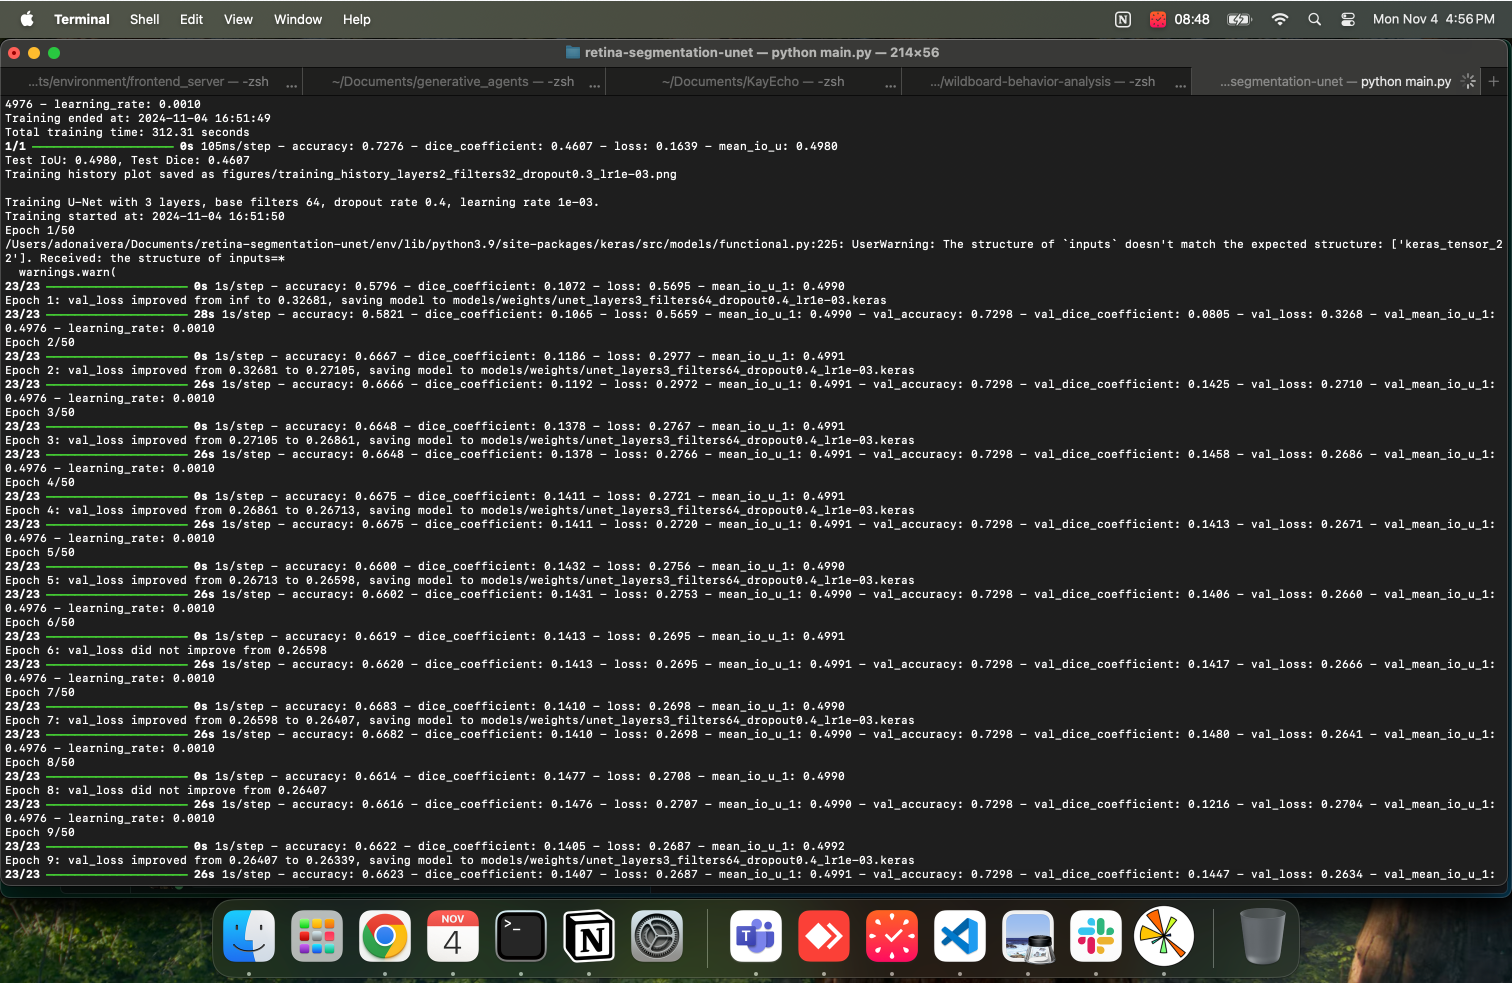 Terminal Shell Edit View Window Help 08:48 Mon Nov 4 4:56 PM
retina-segmentation-unet — python main.py — 214×56
...ts/environment/frontend_server — -zsh ... ~/Documents/generative_agents — -zsh ... ~/Documents/KayEcho — -zsh ... .../wildboard-behavior-analysis — -zsh ... ...segmentation-unet — python main.py +
4976 – learning_rate: 0.0010
Training ended at: 2024-11-04 16:51:49
Total training time: 312.31 seconds
1/1 ━━━━━━━━━━━━━━━━━━━━ 0s 105ms/step – accuracy: 0.7276 – dice_coefficient: 0.4607 – loss: 0.1639 – mean_io_u: 0.4980
Test IoU: 0.4980, Test Dice: 0.4607
Training history plot saved as figures/training_history_layers2_filters32_dropout0.3_lr1e-03.png
Training U-Net with 3 layers, base filters 64, dropout rate 0.4, learning rate 1e-03.
Training started at: 2024-11-04 16:51:50
Epoch 1/50
/Users/adonaivera/Documents/retina-segmentation-unet/env/lib/python3.9/site-packages/keras/src/models/functional.py:225: UserWarning: The structure of `inputs` doesn't match the expected structure: ['keras_tensor_2
2']. Received: the structure of inputs=*
warnings.warn(
23/23 ━━━━━━━━━━━━━━━━━━━━ 0s 1s/step – accuracy: 0.5796 – dice_coefficient: 0.1072 – loss: 0.5695 – mean_io_u_1: 0.4990
Epoch 1: val_loss improved from inf to 0.32681, saving model to models/weights/unet_layers3_filters64_dropout0.4_lr1e-03.keras
23/23 ━━━━━━━━━━━━━━━━━━━━ 28s 1s/step – accuracy: 0.5821 – dice_coefficient: 0.1065 – loss: 0.5659 – mean_io_u_1: 0.4990 – val_accuracy: 0.7298 – val_dice_coefficient: 0.0805 – val_loss: 0.3268 – val_mean_io_u_1:
0.4976 – learning_rate: 0.0010
Epoch 2/50
23/23 ━━━━━━━━━━━━━━━━━━━━ 0s 1s/step – accuracy: 0.6667 – dice_coefficient: 0.1186 – loss: 0.2977 – mean_io_u_1: 0.4991
Epoch 2: val_loss improved from 0.32681 to 0.27105, saving model to models/weights/unet_layers3_filters64_dropout0.4_lr1e-03.keras
23/23 ━━━━━━━━━━━━━━━━━━━━ 26s 1s/step – accuracy: 0.6666 – dice_coefficient: 0.1192 – loss: 0.2972 – mean_io_u_1: 0.4991 – val_accuracy: 0.7298 – val_dice_coefficient: 0.1425 – val_loss: 0.2710 – val_mean_io_u_1:
0.4976 – learning_rate: 0.0010
Epoch 3/50
23/23 ━━━━━━━━━━━━━━━━━━━━ 0s 1s/step – accuracy: 0.6648 – dice_coefficient: 0.1378 – loss: 0.2767 – mean_io_u_1: 0.4991
Epoch 3: val_loss improved from 0.27105 to 0.26861, saving model to models/weights/unet_layers3_filters64_dropout0.4_lr1e-03.keras
23/23 ━━━━━━━━━━━━━━━━━━━━ 26s 1s/step – accuracy: 0.6648 – dice_coefficient: 0.1378 – loss: 0.2766 – mean_io_u_1: 0.4991 – val_accuracy: 0.7298 – val_dice_coefficient: 0.1458 – val_loss: 0.2686 – val_mean_io_u_1:
0.4976 – learning_rate: 0.0010
Epoch 4/50
23/23 ━━━━━━━━━━━━━━━━━━━━ 0s 1s/step – accuracy: 0.6675 – dice_coefficient: 0.1411 – loss: 0.2721 – mean_io_u_1: 0.4991
Epoch 4: val_loss improved from 0.26861 to 0.26713, saving model to models/weights/unet_layers3_filters64_dropout0.4_lr1e-03.keras
23/23 ━━━━━━━━━━━━━━━━━━━━ 26s 1s/step – accuracy: 0.6675 – dice_coefficient: 0.1411 – loss: 0.2720 – mean_io_u_1: 0.4991 – val_accuracy: 0.7298 – val_dice_coefficient: 0.1413 – val_loss: 0.2671 – val_mean_io_u_1:
0.4976 – learning_rate: 0.0010
Epoch 5/50
23/23 ━━━━━━━━━━━━━━━━━━━━ 0s 1s/step – accuracy: 0.6600 – dice_coefficient: 0.1432 – loss: 0.2756 – mean_io_u_1: 0.4990
Epoch 5: val_loss improved from 0.26713 to 0.26598, saving model to models/weights/unet_layers3_filters64_dropout0.4_lr1e-03.keras
23/23 ━━━━━━━━━━━━━━━━━━━━ 26s 1s/step – accuracy: 0.6602 – dice_coefficient: 0.1431 – loss: 0.2753 – mean_io_u_1: 0.4990 – val_accuracy: 0.7298 – val_dice_coefficient: 0.1406 – val_loss: 0.2660 – val_mean_io_u_1:
0.4976 – learning_rate: 0.0010
Epoch 6/50
23/23 ━━━━━━━━━━━━━━━━━━━━ 0s 1s/step – accuracy: 0.6619 – dice_coefficient: 0.1413 – loss: 0.2695 – mean_io_u_1: 0.4991
Epoch 6: val_loss did not improve from 0.26598
23/23 ━━━━━━━━━━━━━━━━━━━━ 26s 1s/step – accuracy: 0.6620 – dice_coefficient: 0.1413 – loss: 0.2695 – mean_io_u_1: 0.4991 – val_accuracy: 0.7298 – val_dice_coefficient: 0.1417 – val_loss: 0.2666 – val_mean_io_u_1:
0.4976 – learning_rate: 0.0010
Epoch 7/50
23/23 ━━━━━━━━━━━━━━━━━━━━ 0s 1s/step – accuracy: 0.6683 – dice_coefficient: 0.1410 – loss: 0.2698 – mean_io_u_1: 0.4990
Epoch 7: val_loss improved from 0.26598 to 0.26407, saving model to models/weights/unet_layers3_filters64_dropout0.4_lr1e-03.keras
23/23 ━━━━━━━━━━━━━━━━━━━━ 26s 1s/step – accuracy: 0.6682 – dice_coefficient: 0.1410 – loss: 0.2698 – mean_io_u_1: 0.4990 – val_accuracy: 0.7298 – val_dice_coefficient: 0.1480 – val_loss: 0.2641 – val_mean_io_u_1:
0.4976 – learning_rate: 0.0010
Epoch 8/50
23/23 ━━━━━━━━━━━━━━━━━━━━ 0s 1s/step – accuracy: 0.6614 – dice_coefficient: 0.1477 – loss: 0.2708 – mean_io_u_1: 0.4990
Epoch 8: val_loss did not improve from 0.26407
23/23 ━━━━━━━━━━━━━━━━━━━━ 26s 1s/step – accuracy: 0.6616 – dice_coefficient: 0.1476 – loss: 0.2707 – mean_io_u_1: 0.4990 – val_accuracy: 0.7298 – val_dice_coefficient: 0.1216 – val_loss: 0.2704 – val_mean_io_u_1:
0.4976 – learning_rate: 0.0010
Epoch 9/50
23/23 ━━━━━━━━━━━━━━━━━━━━ 0s 1s/step – accuracy: 0.6622 – dice_coefficient: 0.1405 – loss: 0.2687 – mean_io_u_1: 0.4992
Epoch 9: val_loss improved from 0.26407 to 0.26339, saving model to models/weights/unet_layers3_filters64_dropout0.4_lr1e-03.keras
23/23 ━━━━━━━━━━━━━━━━━━━━ 26s 1s/step – accuracy: 0.6623 – dice_coefficient: 0.1407 – loss: 0.2687 – mean_io_u_1: 0.4991 – val_accuracy: 0.7298 – val_dice_coefficient: 0.1447 – val_loss: 0.2634 – val_mean_io_u_1:
NOV
4